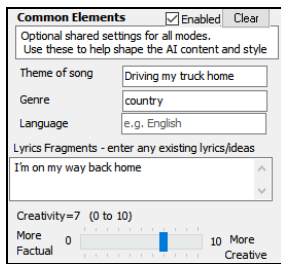 Common Elements Enabled Clear
Optional shared settings for all modes.
Use these to help shape the AI content and style
Theme of song Driving my truck home
Genre country
Language e.g. English
Lyrics Fragments - enter any existing lyrics/ideas
I'm on my way back home
Creativity=7 (0 to 10)
More Factual 0 10 More Creative